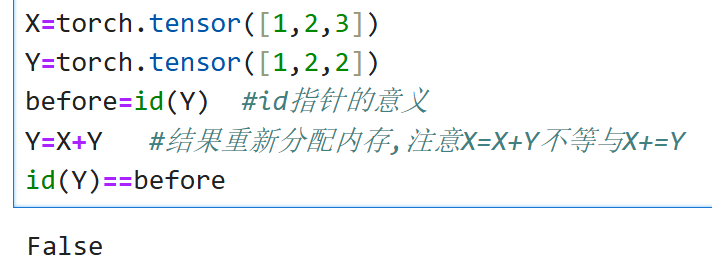 X=torch.tensor([1,2,3])
Y=torch.tensor([1,2,2])
before=id(Y)  #id指针的意义
Y=X+Y   #结果重新分配内存,注意X=X+Y不等与X+=Y
id(Y)==before
False